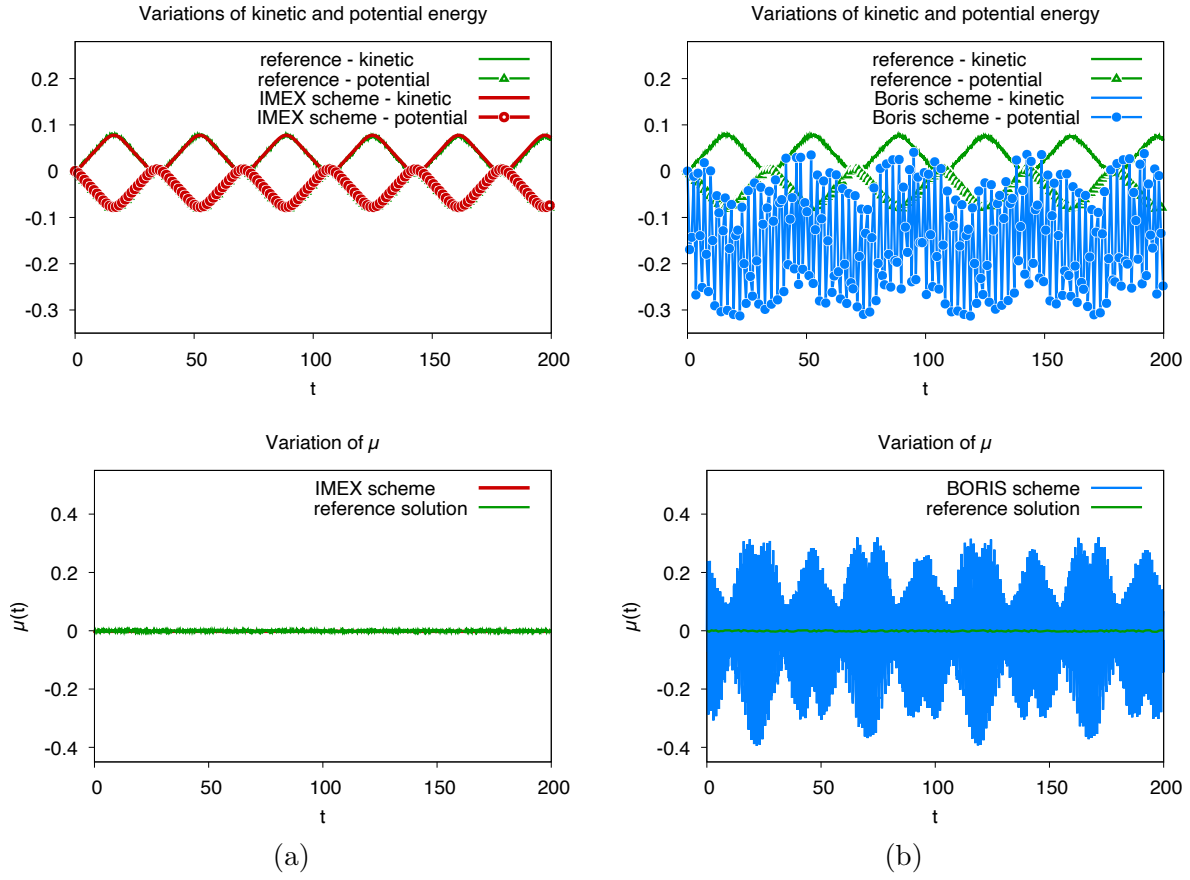 Variations of kinetic and potential energy
reference - kinetic
reference - potential
IMEX scheme - kinetic
IMEX scheme - potential
0.2
0.1
0
-0.1
-0.2
-0.3
0 50 100 150 200
t
Variations of kinetic and potential energy
reference - kinetic
reference - potential
Boris scheme - kinetic
Boris scheme - potential
0.2
0.1
0
-0.1
-0.2
-0.3
0 50 100 150 200
t
Variation of μ
IMEX scheme
reference solution
0.4
0.2
0
-0.2
-0.4
μ(t)
0 50 100 150 200
t
(a)
Variation of μ
BORIS scheme
reference solution
0.4
0.2
0
-0.2
-0.4
μ(t)
0 50 100 150 200
t
(b)